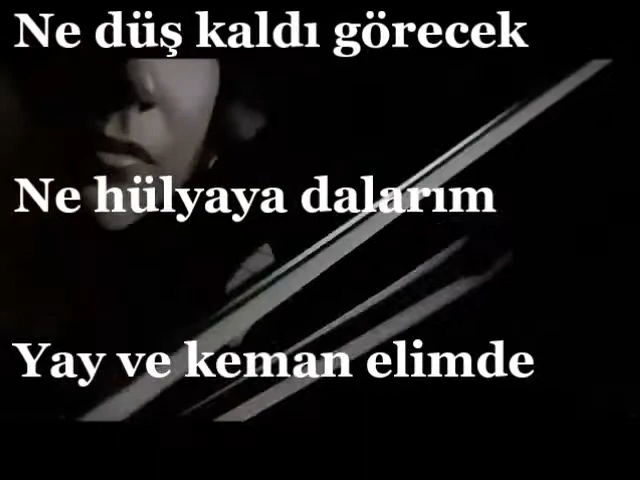 Ne düş kaldı görecek
Ne hülyaya dalarım
Yay ve keman elimde